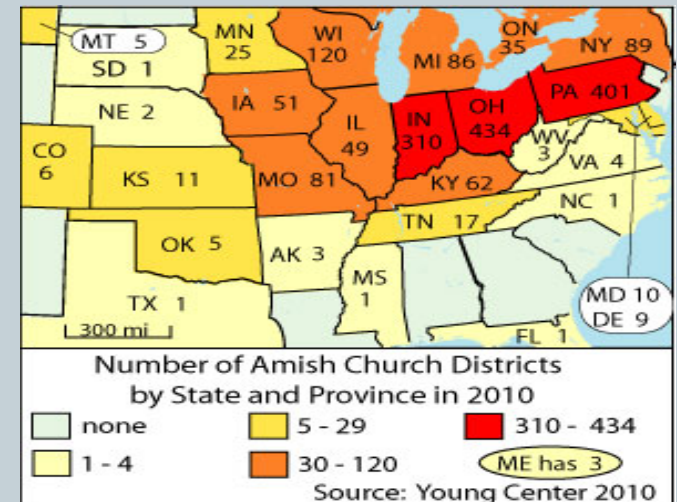 MT 5
MN
25
WI
120
ON
35
NY 89
SD 1
MI 86
NE 2
IA 51
IL
49
IN
310
OH
434
PA 401
CO
6
KS 11
MO 81
KY 62
WV
3
VA 4
NC 1
OK 5
AK 3
TN 17
MS
1
TX 1
300 mi
FL 1
MD 10
DE 9
Number of Amish Church Districts
by State and Province in 2010
none
5 - 29
310 - 434
1 - 4
30 - 120
ME has 3
Source: Young Center 2010